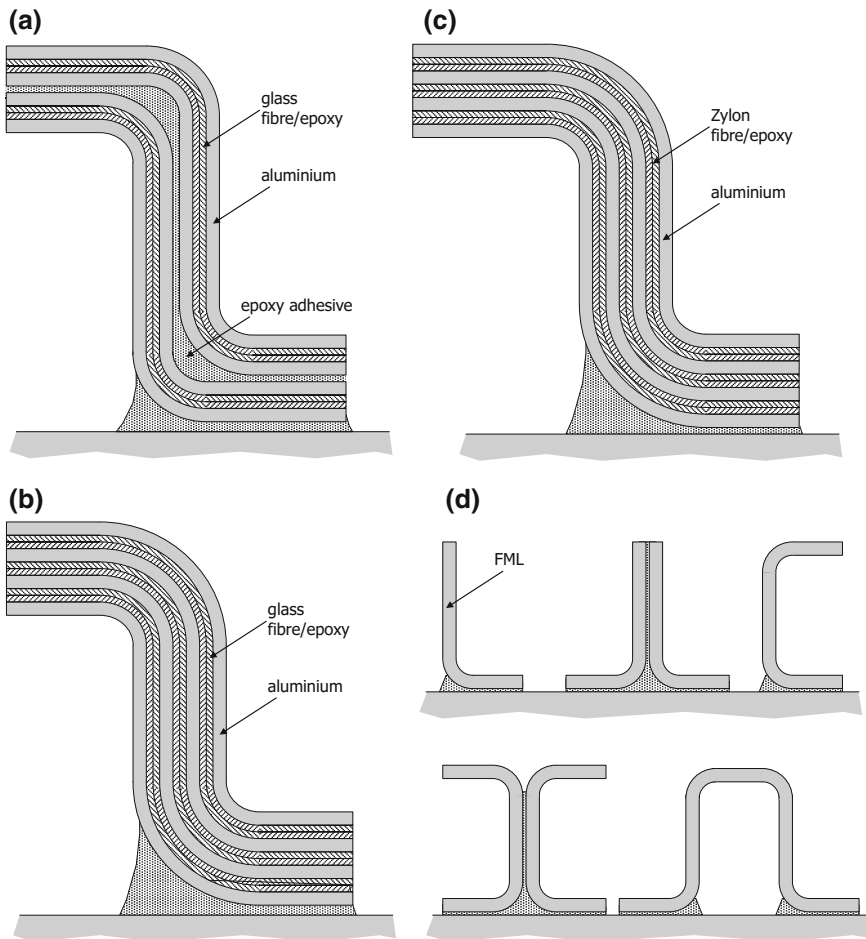 (a)
glass
fibre/epoxy
aluminium
epoxy adhesive
(c)
Zylon
fibre/epoxy
aluminium
(b)
glass
fibre/epoxy
aluminium
(d)
FML